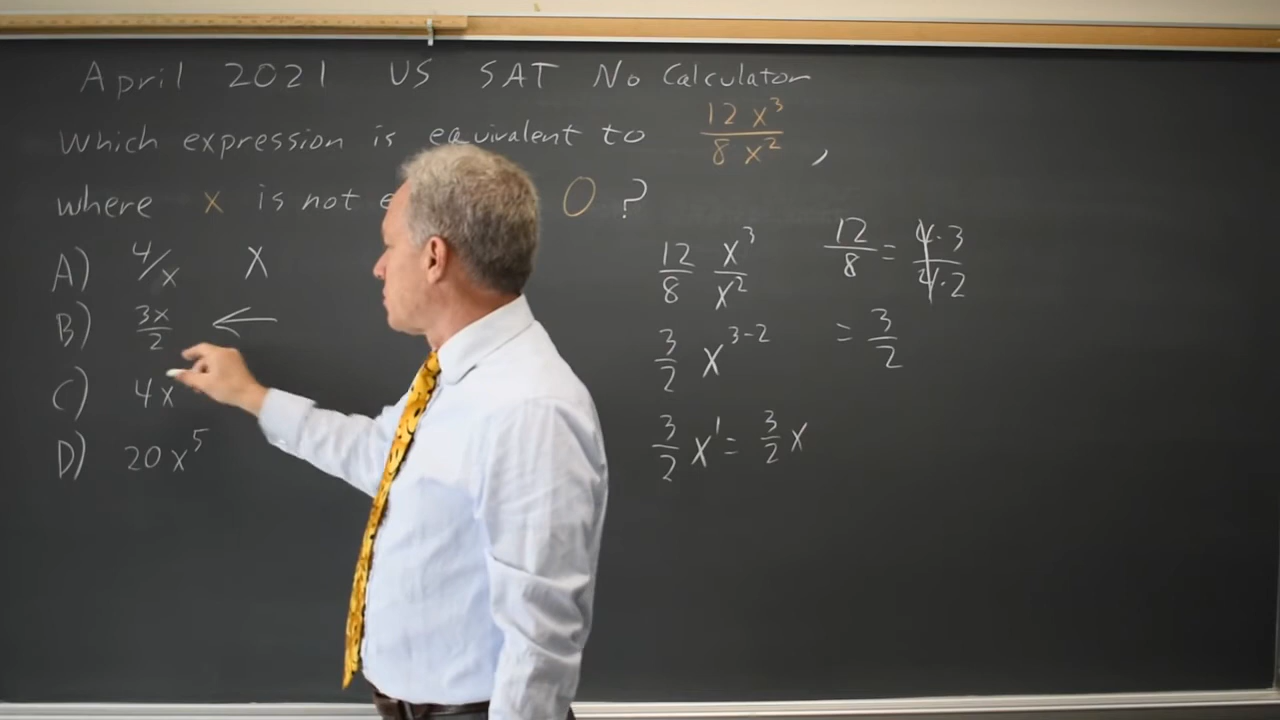 April 2021 US SAT No Calculator
Which expression is equivalent to 12 x³ / 8 x² ,
where x is not 0 ?
A) 4/x X
B) 3x/2 ←
C) 4x
D) 20x⁵
12/8 x³/x²
3/2 x³⁻²
3/2 x¹ = 3/2 x
12/8 = 4·3/4·2
= 3/2